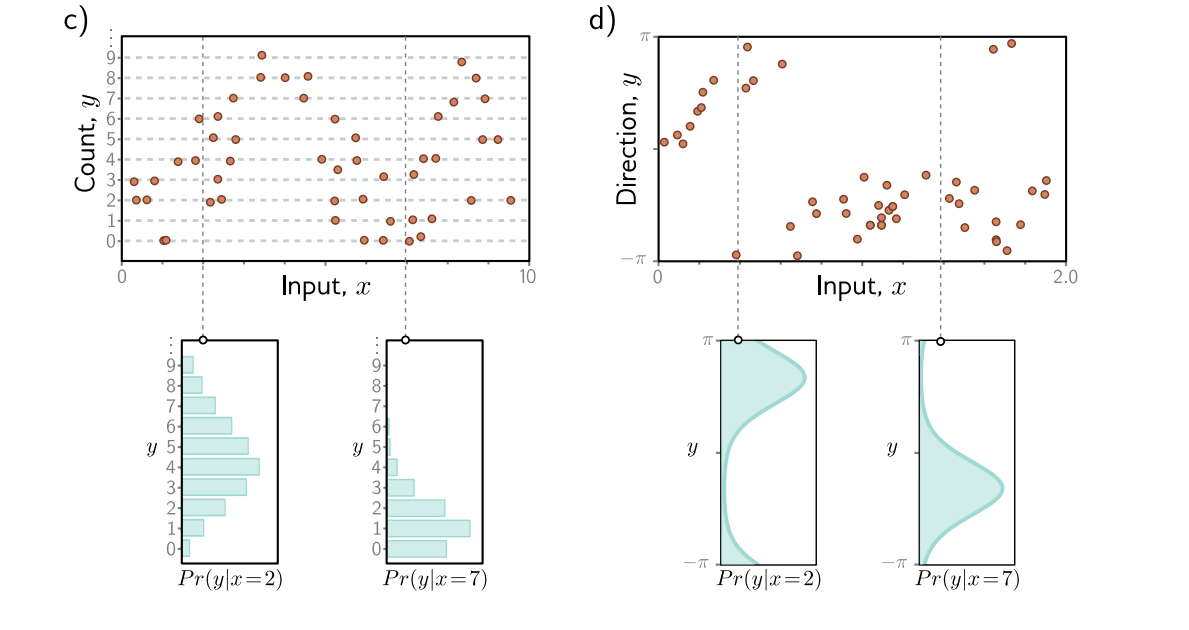 c)
Count, y
⋮
9
8
7
6
5
4
3
2
1
0
0
10
Input, x
⋮
9
8
7
6
5
4
3
2
1
0
y
Pr(y|x=2)
⋮
9
8
7
6
5
4
3
2
1
0
y
Pr(y|x=7)
d)
Direction, y
π
−π
0
2.0
Input, x
π
y
−π
Pr(y|x=2)
π
y
−π
Pr(y|x=7)